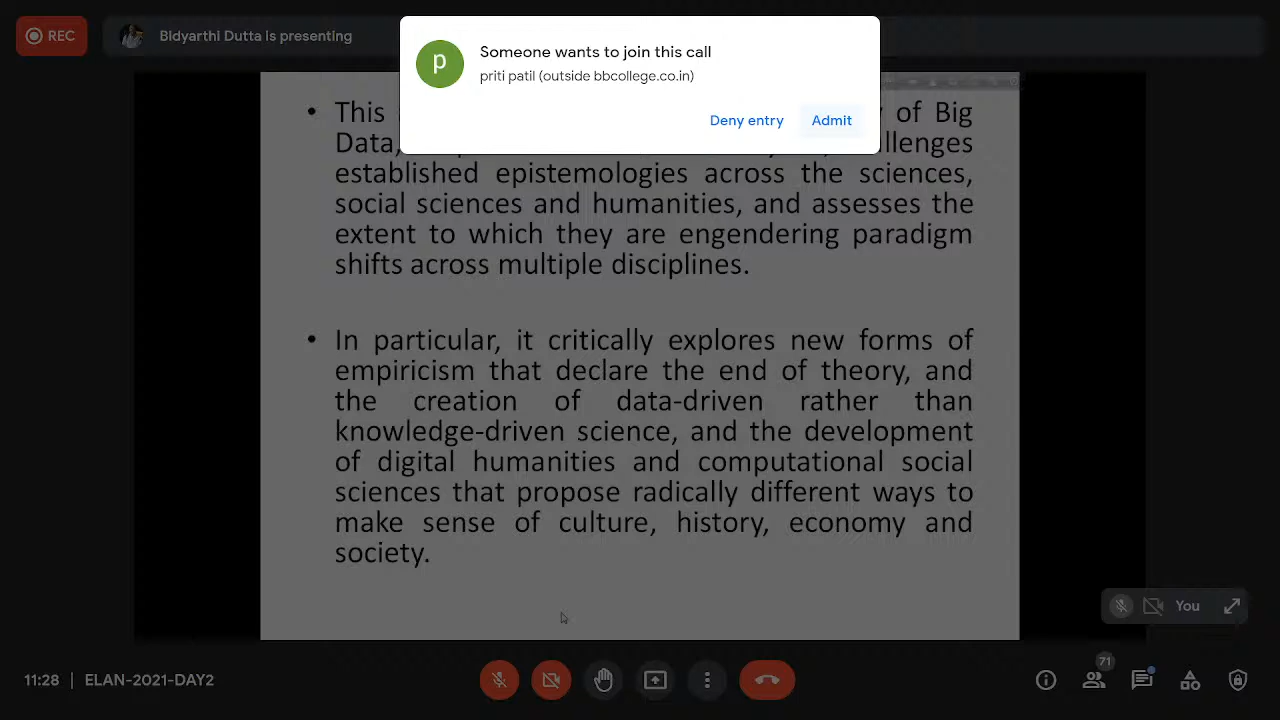 REC
Bidyarthi Dutta is presenting
Someone wants to join this call
p
priti patil (outside bbcollege.co.in)
Deny entry Admit
• This of Big
Data, allenges
established epistemologies across the sciences,
social sciences and humanities, and assesses the
extent to which they are engendering paradigm
shifts across multiple disciplines.
• In particular, it critically explores new forms of
empiricism that declare the end of theory, and
the creation of data-driven rather than
knowledge-driven science, and the development
of digital humanities and computational social
sciences that propose radically different ways to
make sense of culture, history, economy and
society.
You
11:28 | ELAN-2021-DAY2
71